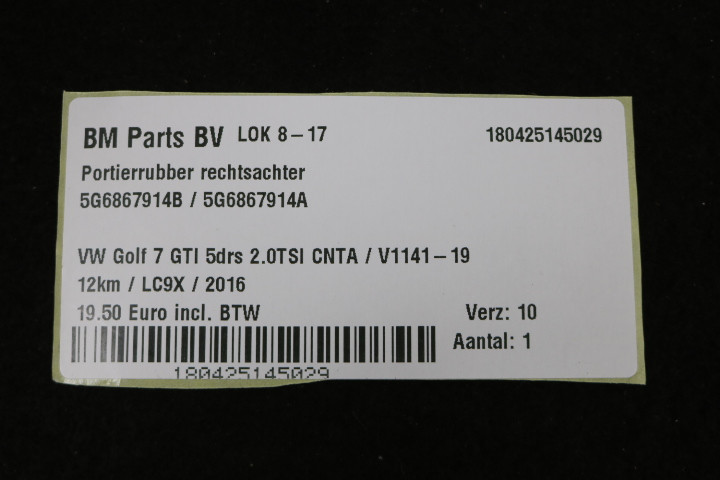 BM Parts BV LOK 8-17 180425145029
Portierrubber rechtsachter
5G6867914B / 5G6867914A
VW Golf 7 GTI 5drs 2.0TSI CNTA / V1141-19
12km / LC9X / 2016
19.50 Euro incl. BTW Verz: 10
Aantal: 1
180425145029